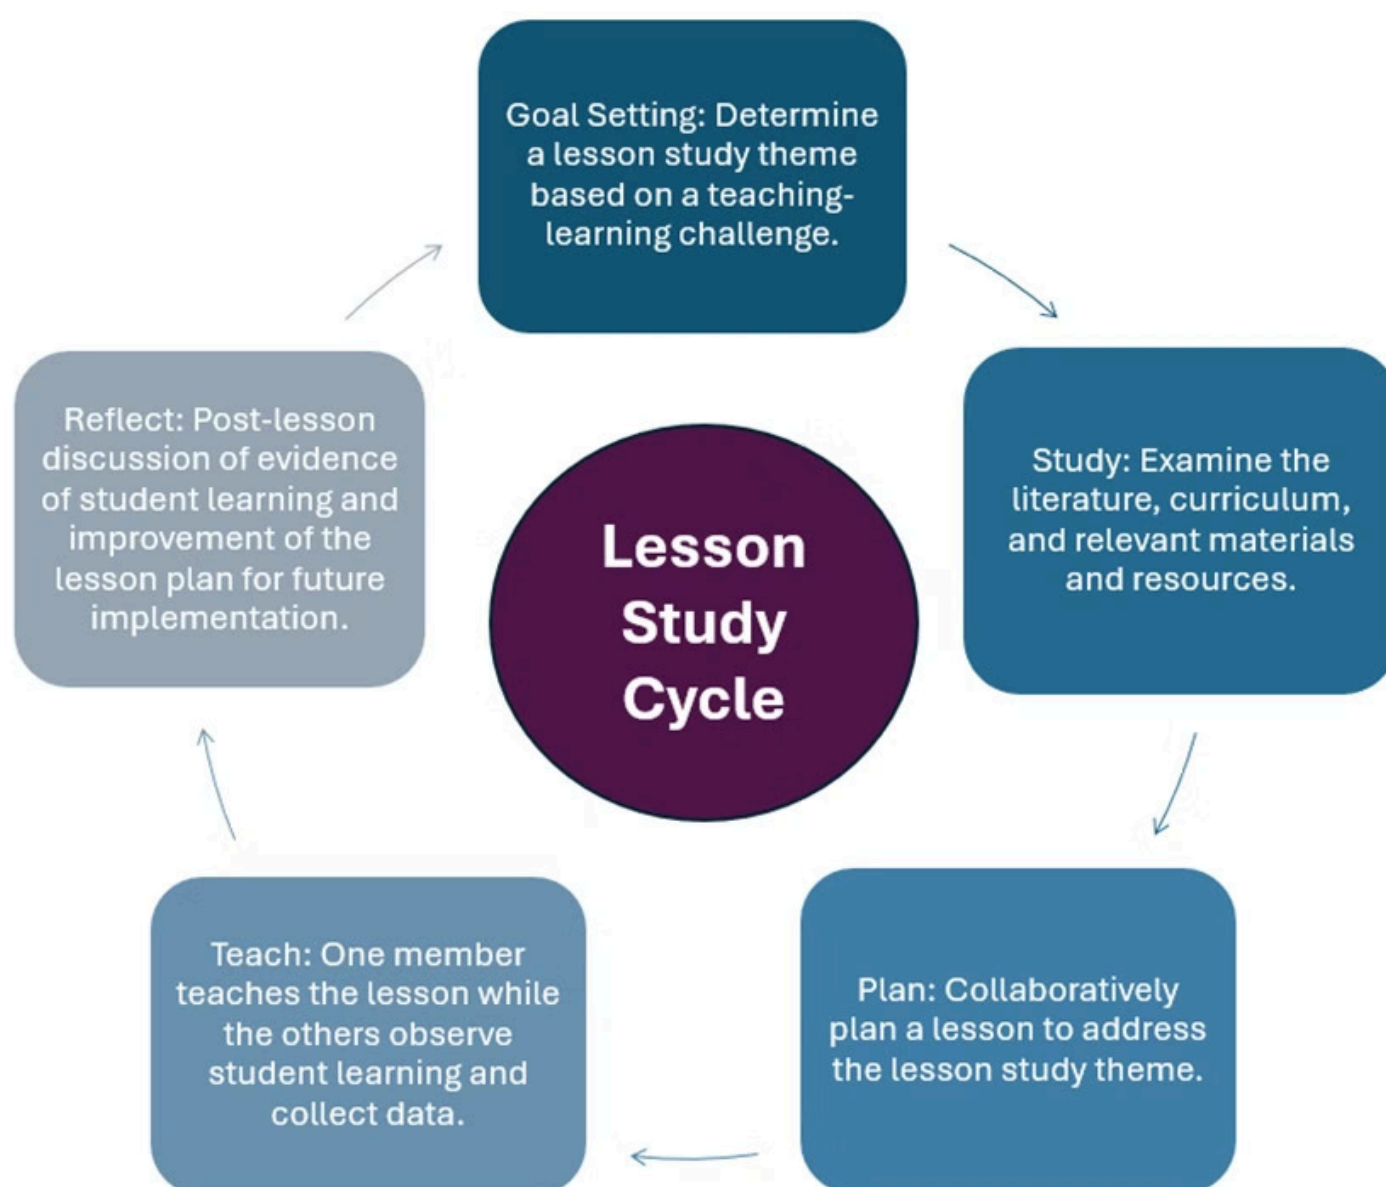 Goal Setting: Determine
a lesson study theme
based on a teaching-
learning challenge.
Study: Examine the
literature, curriculum,
and relevant materials
and resources.
Plan: Collaboratively
plan a lesson to address
the lesson study theme.
Teach: One member
teaches the lesson while
the others observe
student learning and
collect data.
Reflect: Post-lesson
discussion of evidence
of student learning and
improvement of the
lesson plan for future
implementation.
Lesson
Study
Cycle